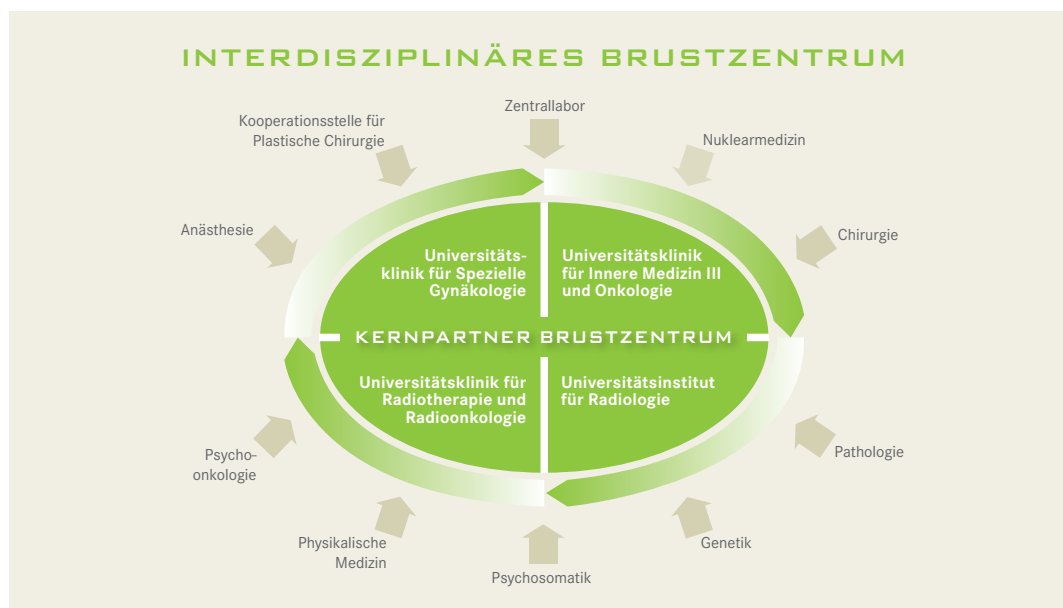 INTERDISZIPLINÄRES BRUSTZENTRUM
Zentrallabor
Kooperationsstelle für
Plastische Chirurgie
Nuklearmedizin
Anästhesie
Chirurgie
Universitäts-
klinik für Spezielle
Gynäkologie
Universitätsklinik
für Innere Medizin III
und Onkologie
KERNPARTNER BRUSTZENTRUM
Universitätsklinik für
Radiotherapie und
Radioonkologie
Universitätsinstitut
für Radiologie
Psycho-
onkologie
Pathologie
Physikalische
Medizin
Genetik
Psychosomatik